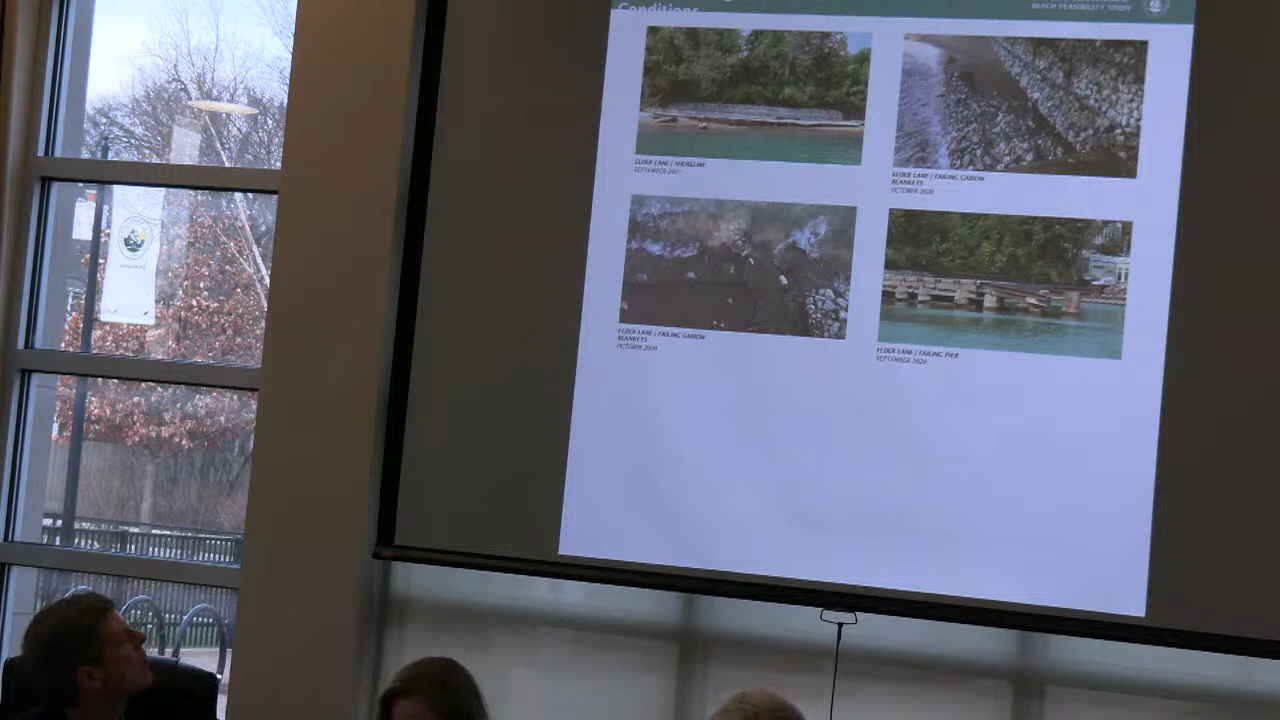 Conditions
BEACH FEASIBILITY STUDY
ELDER LANE | SHORELINE
SEPTEMBER 2021
ELDER LANE | FAILING GABION
BLANKETS
OCTOBER 2020
ELDER LANE | FAILING GABION
BLANKETS
OCTOBER 2020
ELDER LANE | FAILING PIER
SEPTEMBER 2020